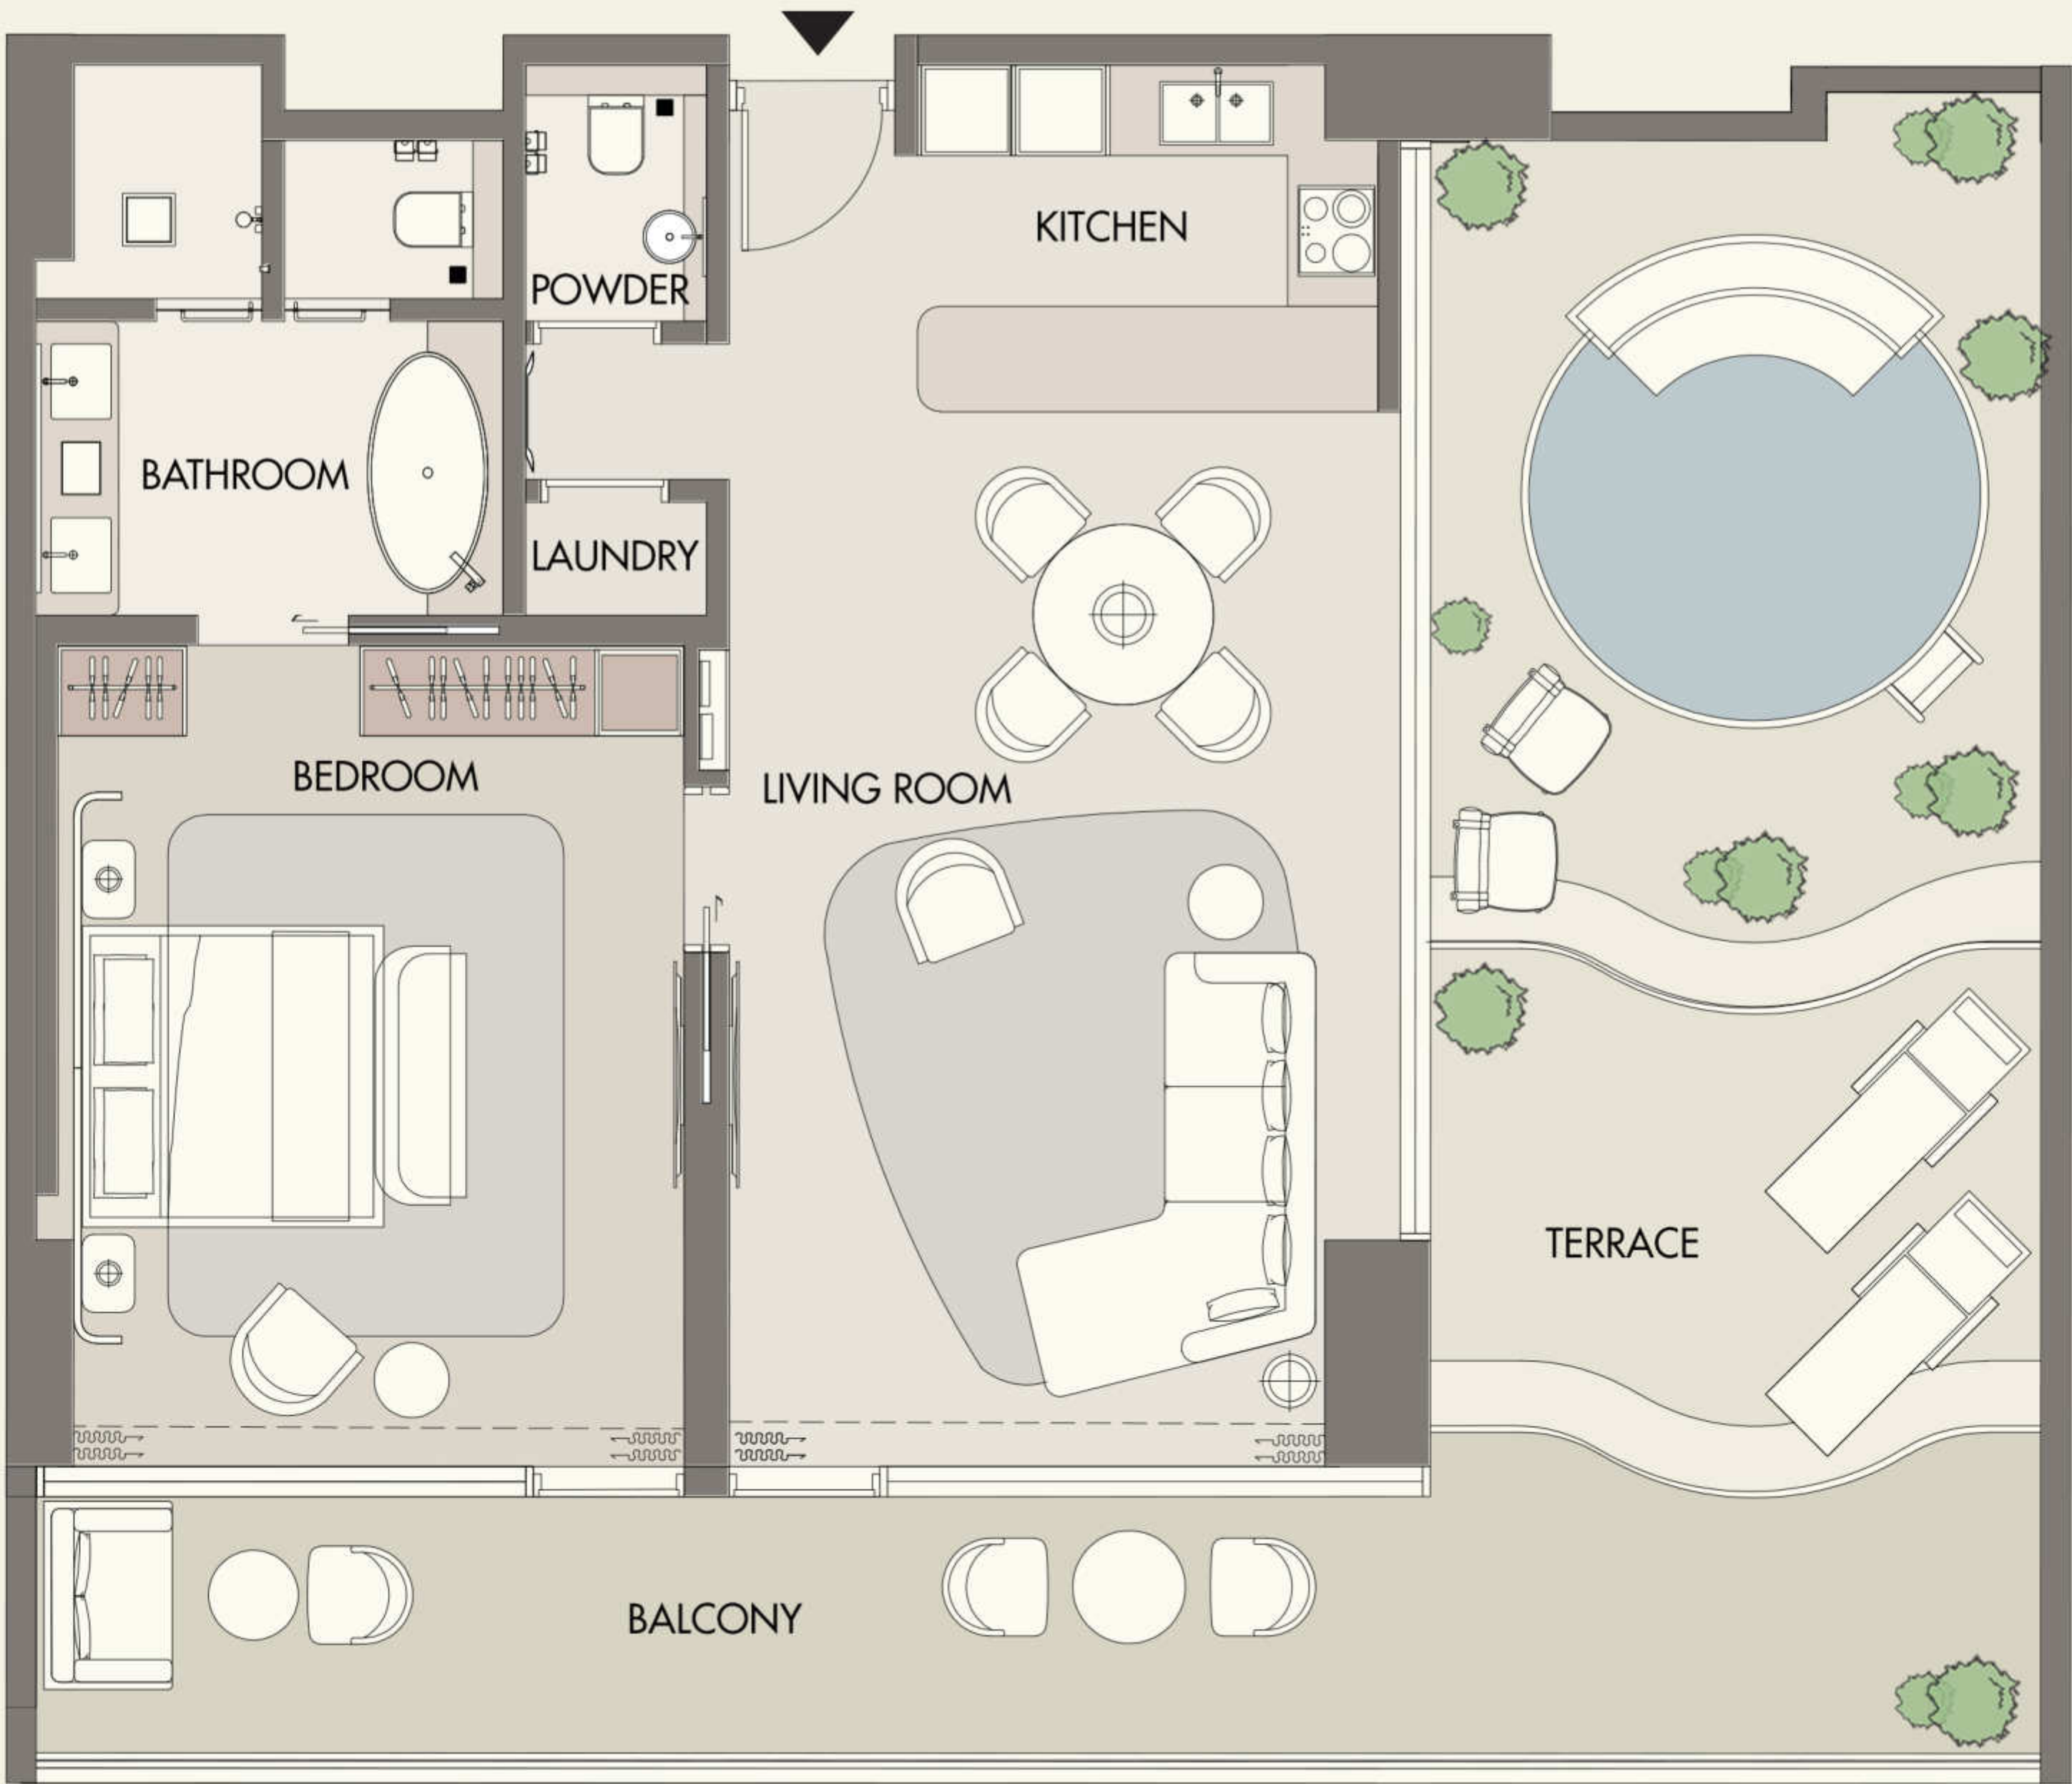 KITCHEN
POWDER
BATHROOM
LAUNDRY
BEDROOM
LIVING ROOM
TERRACE
BALCONY